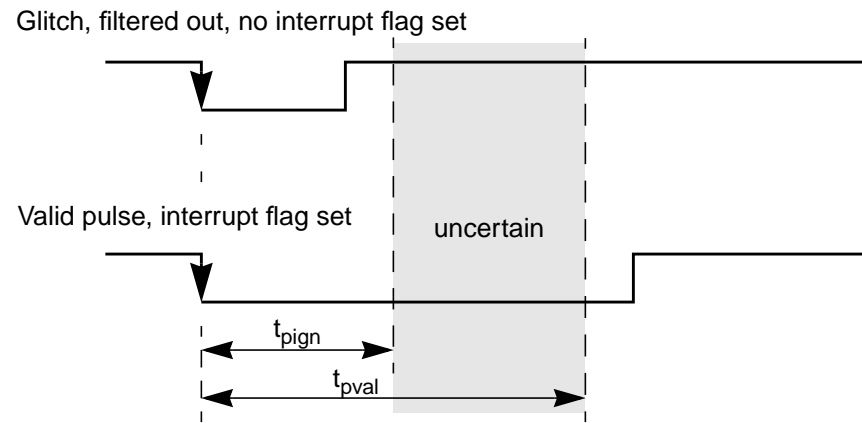 Glitch, filtered out, no interrupt flag set
Valid pulse, interrupt flag set
uncertain
tpign
tpval